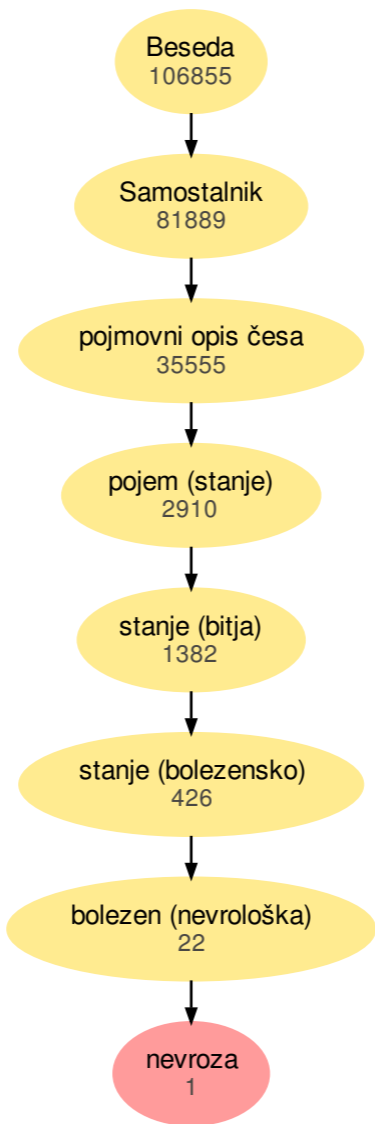 Beseda
106855
Samostalnik
81889
pojmovni opis česa
35555
pojem (stanje)
2910
stanje (bitja)
1382
stanje (bolezensko)
426
bolezen (nevrološka)
22
nevroza
1